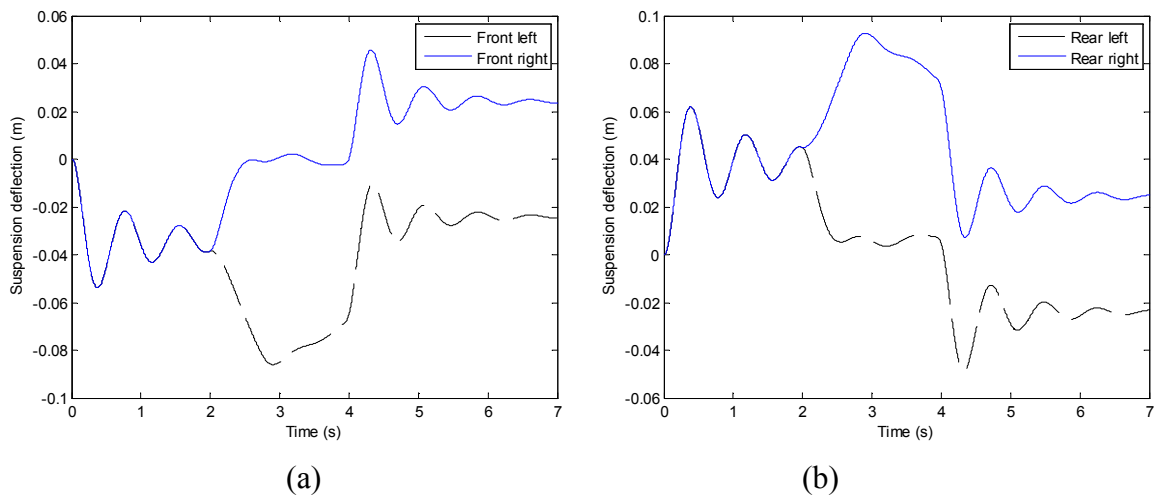 0.06
0.04
0.02
0
-0.02
-0.04
-0.06
-0.08
-0.1
0 1 2 3 4 5 6 7
Suspension deflection (m)
Time (s)
Front left
Front right
(a)
0.1
0.08
0.06
0.04
0.02
0
-0.02
-0.04
-0.06
0 1 2 3 4 5 6 7
Suspension deflection (m)
Time (s)
Rear left
Rear right
(b)